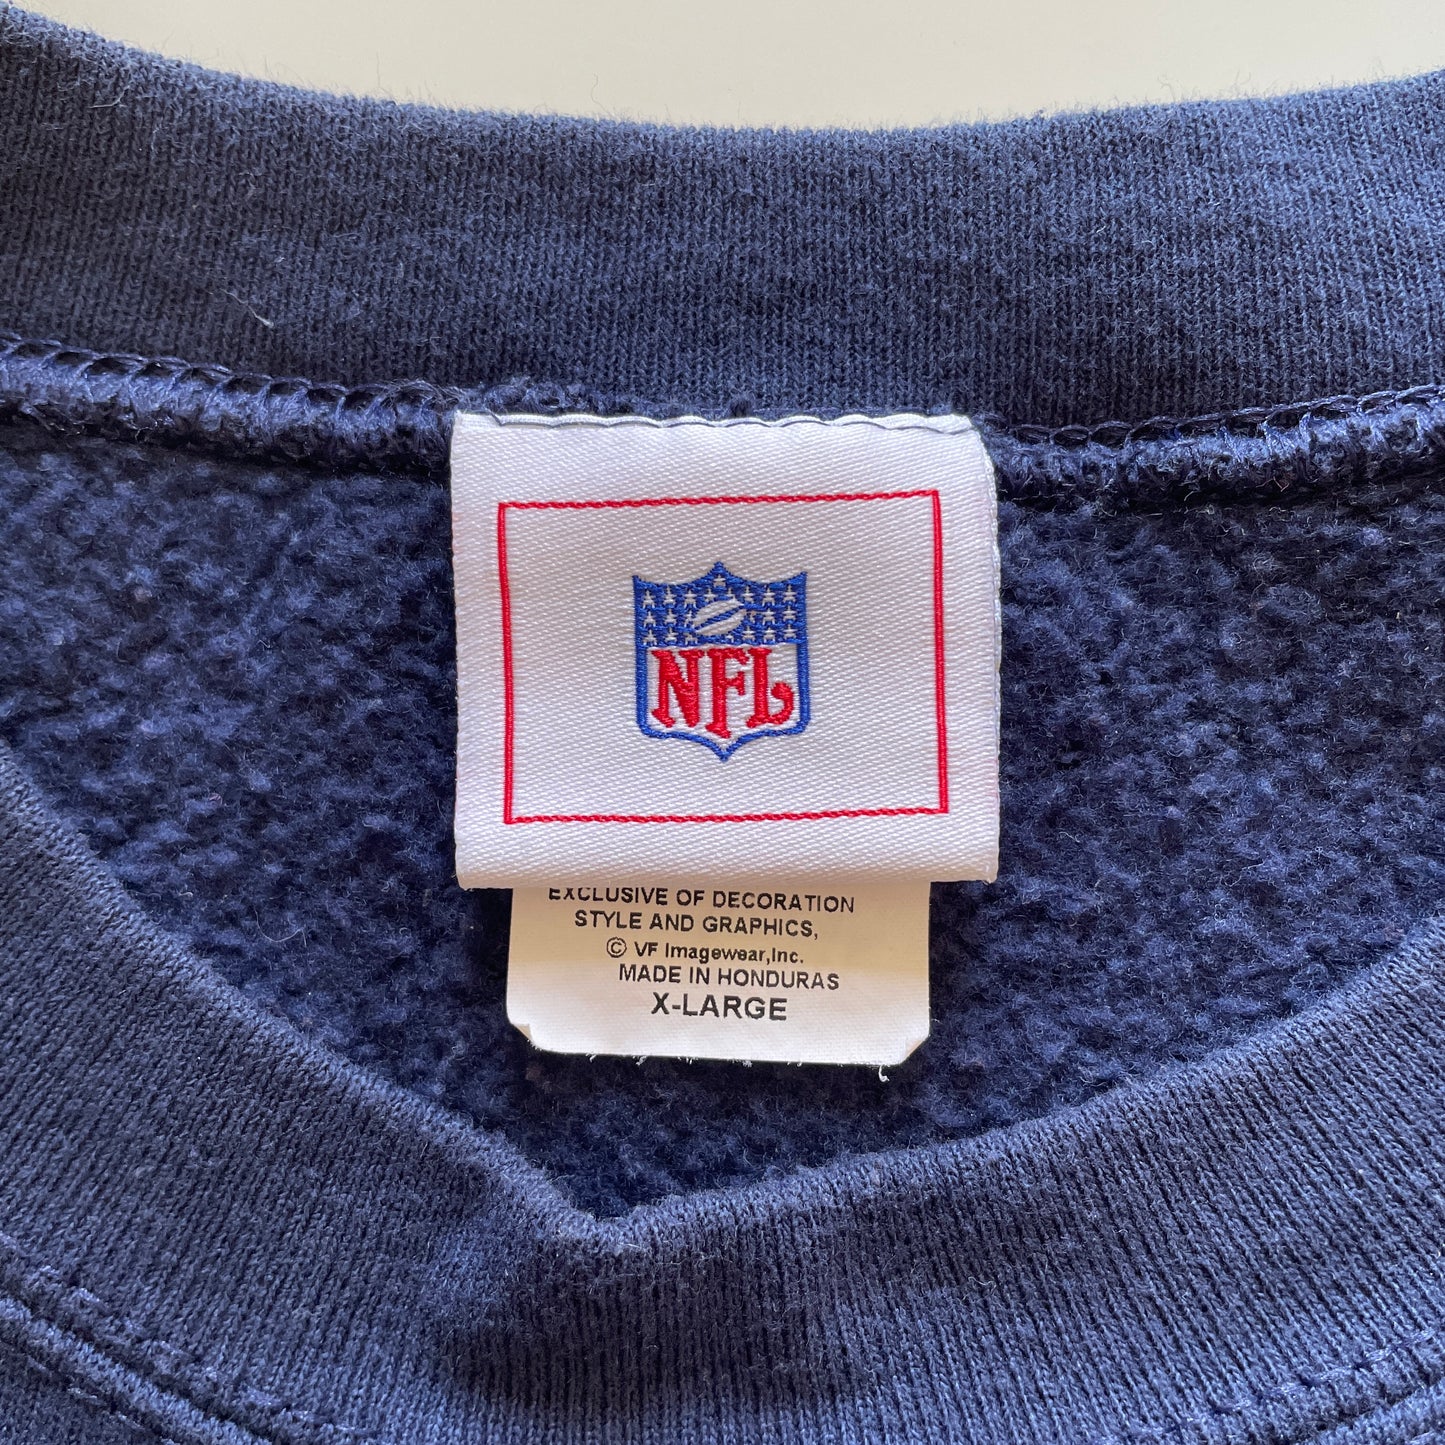 NFL
EXCLUSIVE OF DECORATION
STYLE AND GRAPHICS,
© VF Imagewear,Inc.
MADE IN HONDURAS
X-LARGE